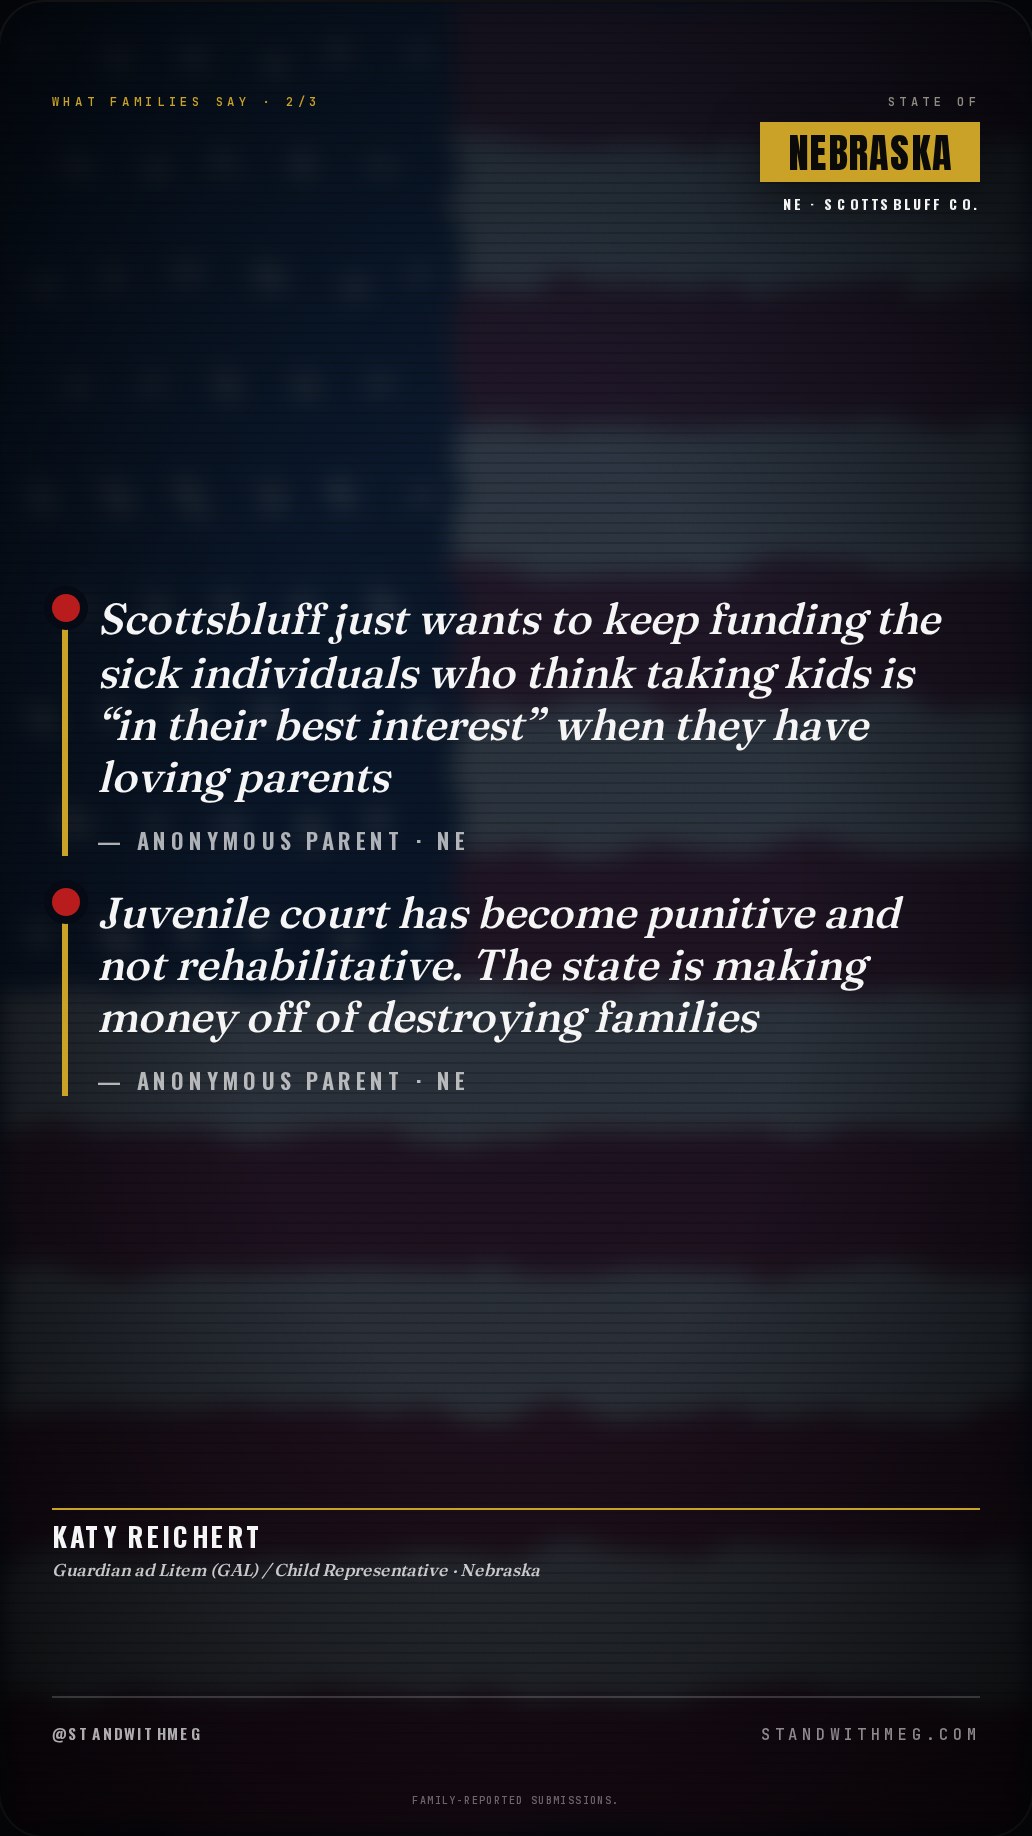 WHAT FAMILIES SAY · 2/3
STATE OF
NEBRASKA
NE · SCOTTSBLUFF CO.
Scottsbluff just wants to keep funding the
sick individuals who think taking kids is
“in their best interest” when they have
loving parents
— ANONYMOUS PARENT · NE
Juvenile court has become punitive and
not rehabilitative. The state is making
money off of destroying families
— ANONYMOUS PARENT · NE
KATY REICHERT
Guardian ad Litem (GAL) / Child Representative · Nebraska
@STANDWITHMEG
STANDWITHMEG.COM
FAMILY-REPORTED SUBMISSIONS.